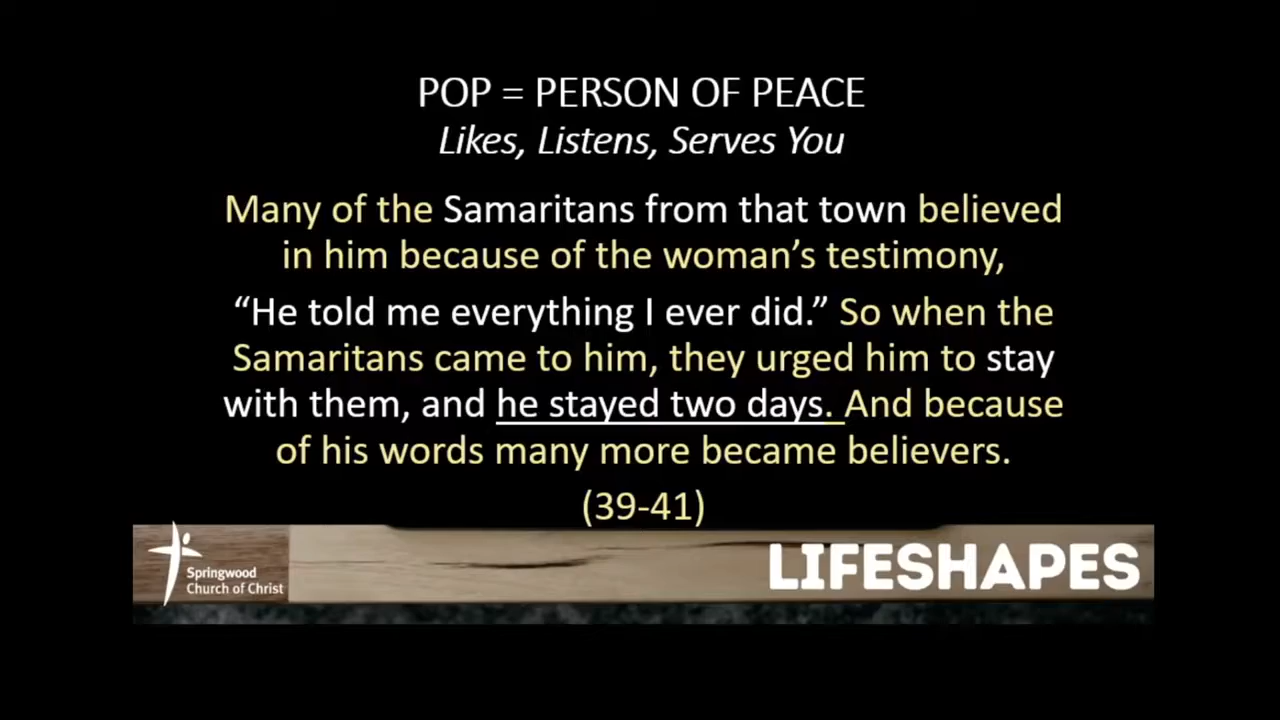 POP = PERSON OF PEACE
Likes, Listens, Serves You
Many of the Samaritans from that town believed
in him because of the woman’s testimony,
“He told me everything I ever did.” So when the
Samaritans came to him, they urged him to stay
with them, and he stayed two days. And because
of his words many more became believers.
(39-41)
Springwood
Church of Christ
LIFESHAPES